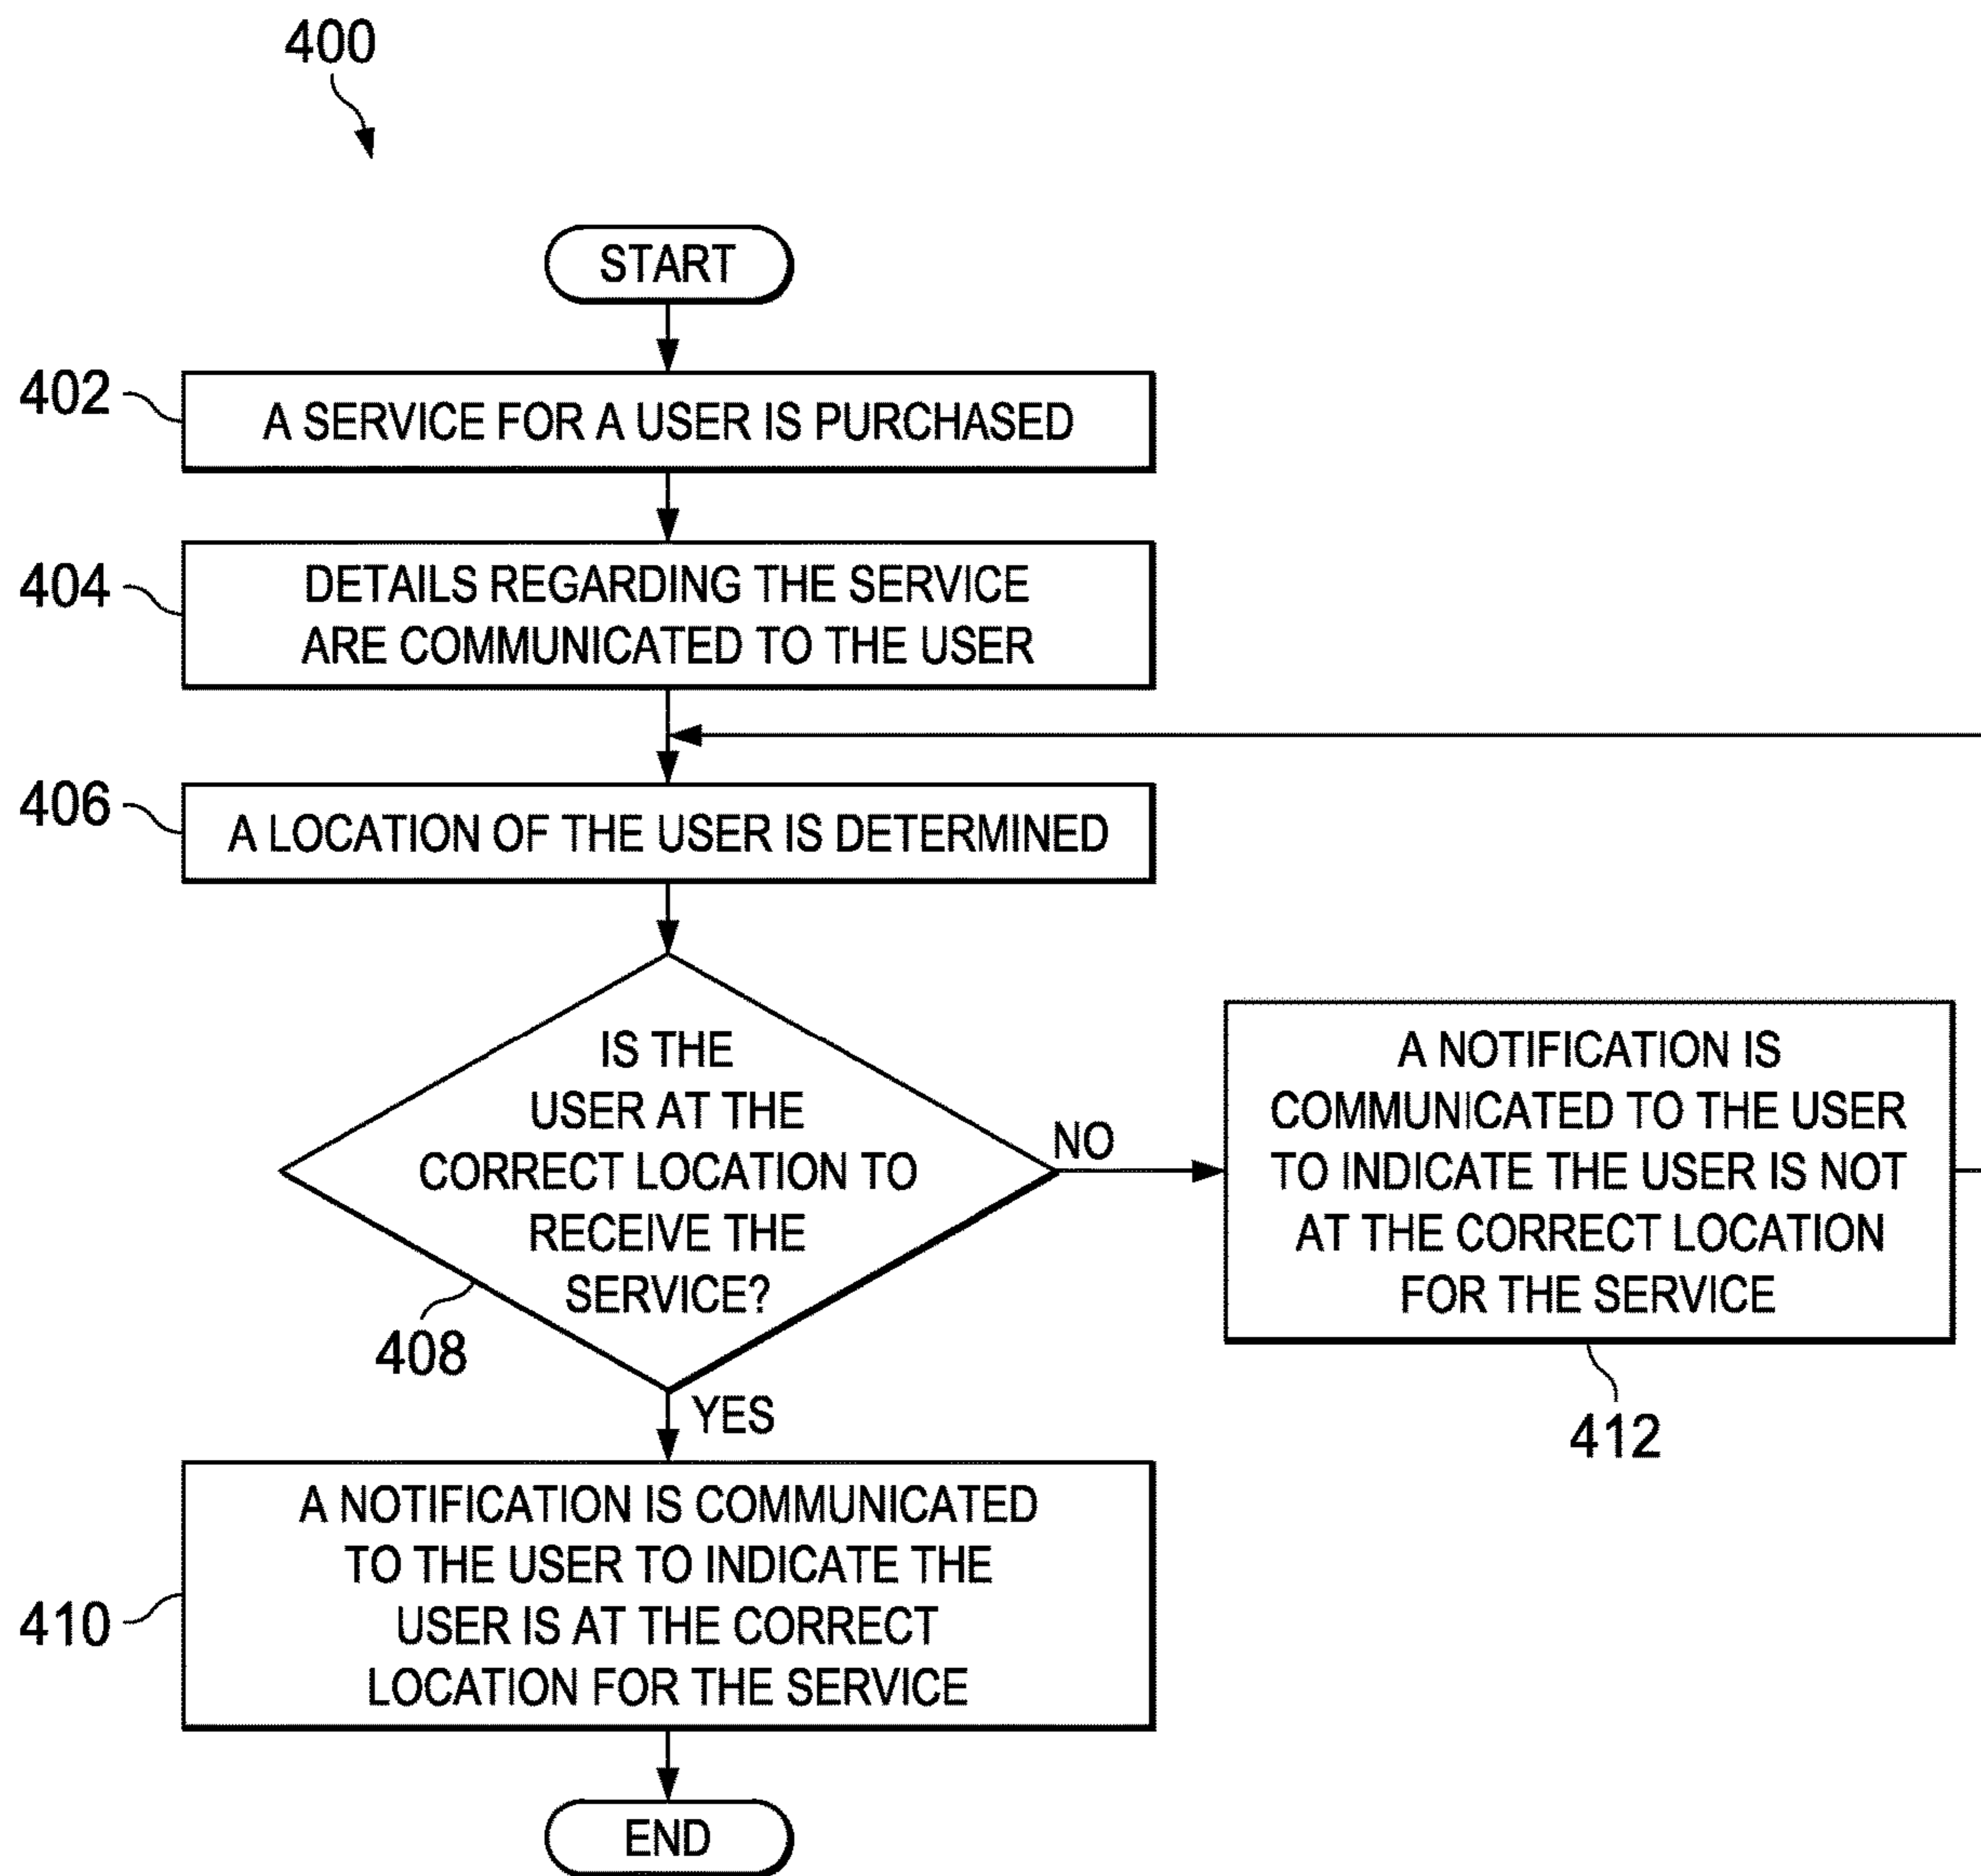 400
START
402
A SERVICE FOR A USER IS PURCHASED
404
DETAILS REGARDING THE SERVICE
ARE COMMUNICATED TO THE USER
406
A LOCATION OF THE USER IS DETERMINED
IS THE
USER AT THE
CORRECT LOCATION TO
RECEIVE THE
SERVICE?
408
NO
A NOTIFICATION IS
COMMUNICATED TO THE USER
TO INDICATE THE USER IS NOT
AT THE CORRECT LOCATION
FOR THE SERVICE
412
YES
410
A NOTIFICATION IS COMMUNICATED
TO THE USER TO INDICATE THE
USER IS AT THE CORRECT
LOCATION FOR THE SERVICE
END